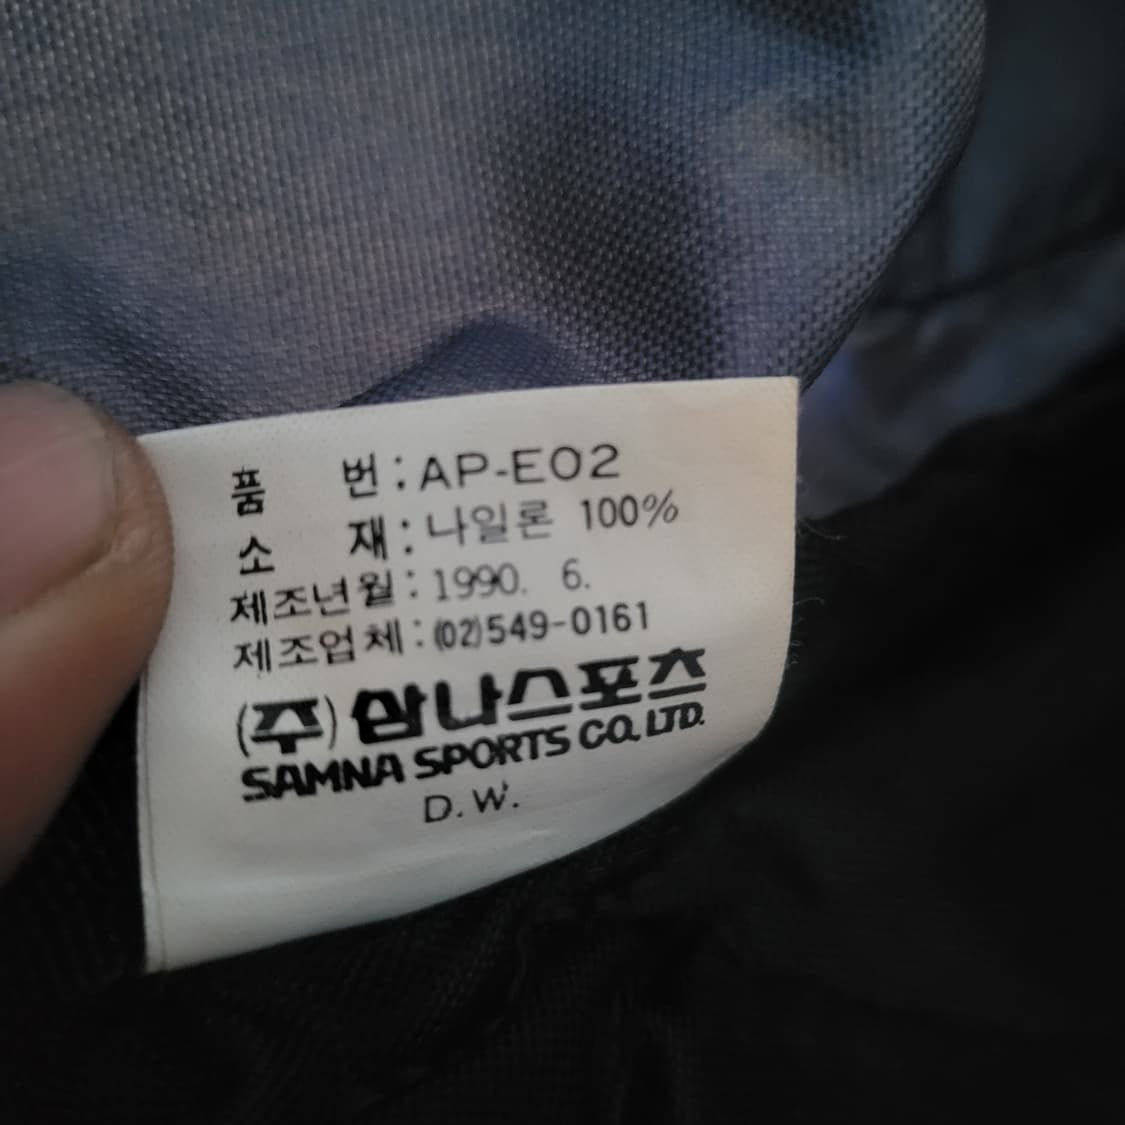 품 번 : AP-E02
소 재 : 나일론 100%
제조년월 : 1990. 6.
제조업체 : (02)549-0161
(주)삼나스포츠
SAMNA SPORTS CO. LTD.
D.W.